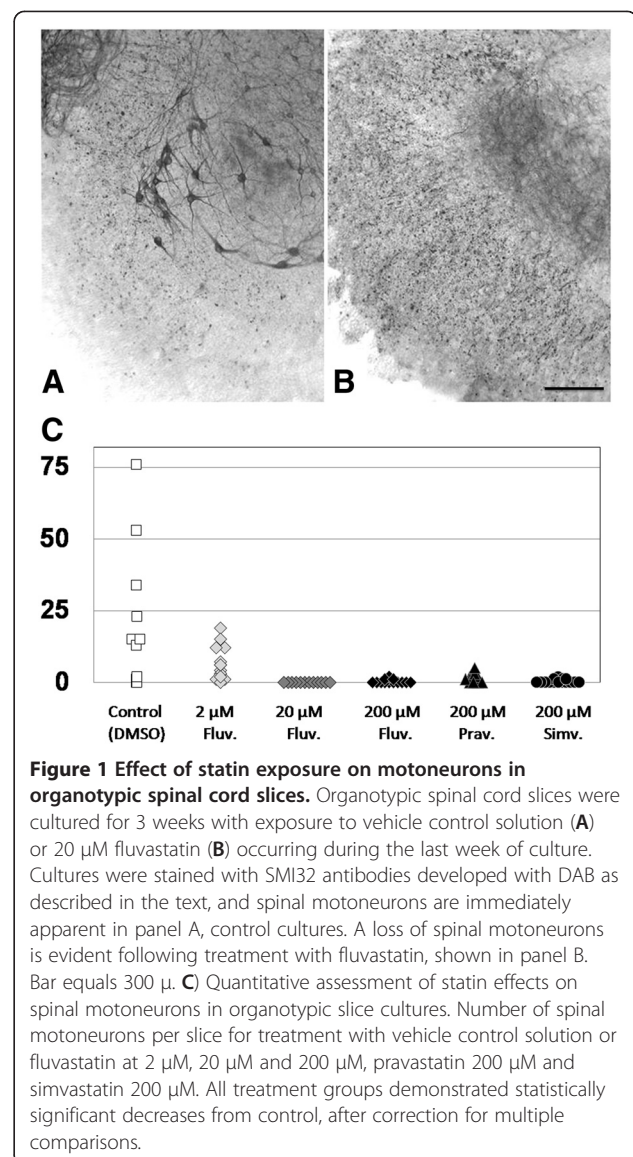 A
B
C
75
50
25
0
Control 2 µM 20 µM 200 µM 200 µM 200 µM
(DMSO) Fluv. Fluv. Fluv. Prav. Simv.
Figure 1 Effect of statin exposure on motoneurons in
organotypic spinal cord slices. Organotypic spinal cord slices were
cultured for 3 weeks with exposure to vehicle control solution (A)
or 20 µM fluvastatin (B) occurring during the last week of culture.
Cultures were stained with SMI32 antibodies developed with DAB as
described in the text, and spinal motoneurons are immediately
apparent in panel A, control cultures. A loss of spinal motoneurons
is evident following treatment with fluvastatin, shown in panel B.
Bar equals 300 µ. C) Quantitative assessment of statin effects on
spinal motoneurons in organotypic slice cultures. Number of spinal
motoneurons per slice for treatment with vehicle control solution or
fluvastatin at 2 µM, 20 µM and 200 µM, pravastatin 200 µM and
simvastatin 200 µM. All treatment groups demonstrated statistically
significant decreases from control, after correction for multiple
comparisons.